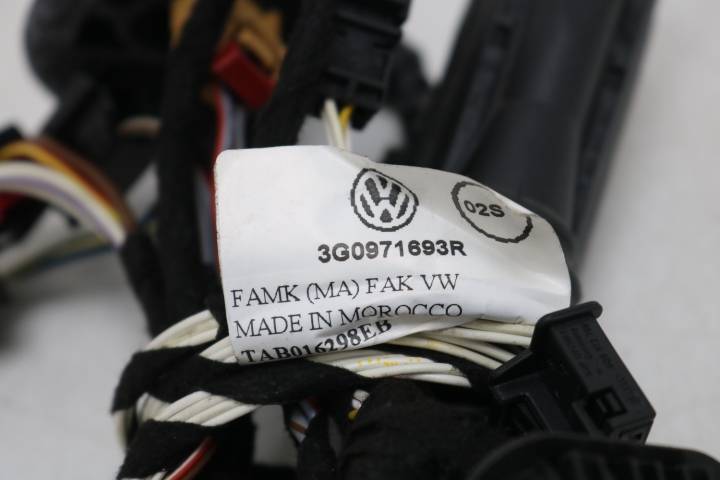 02S
3G0971693R
FAMK (MA) FAK VW
MADE IN MOROCCO
TAB016298EB